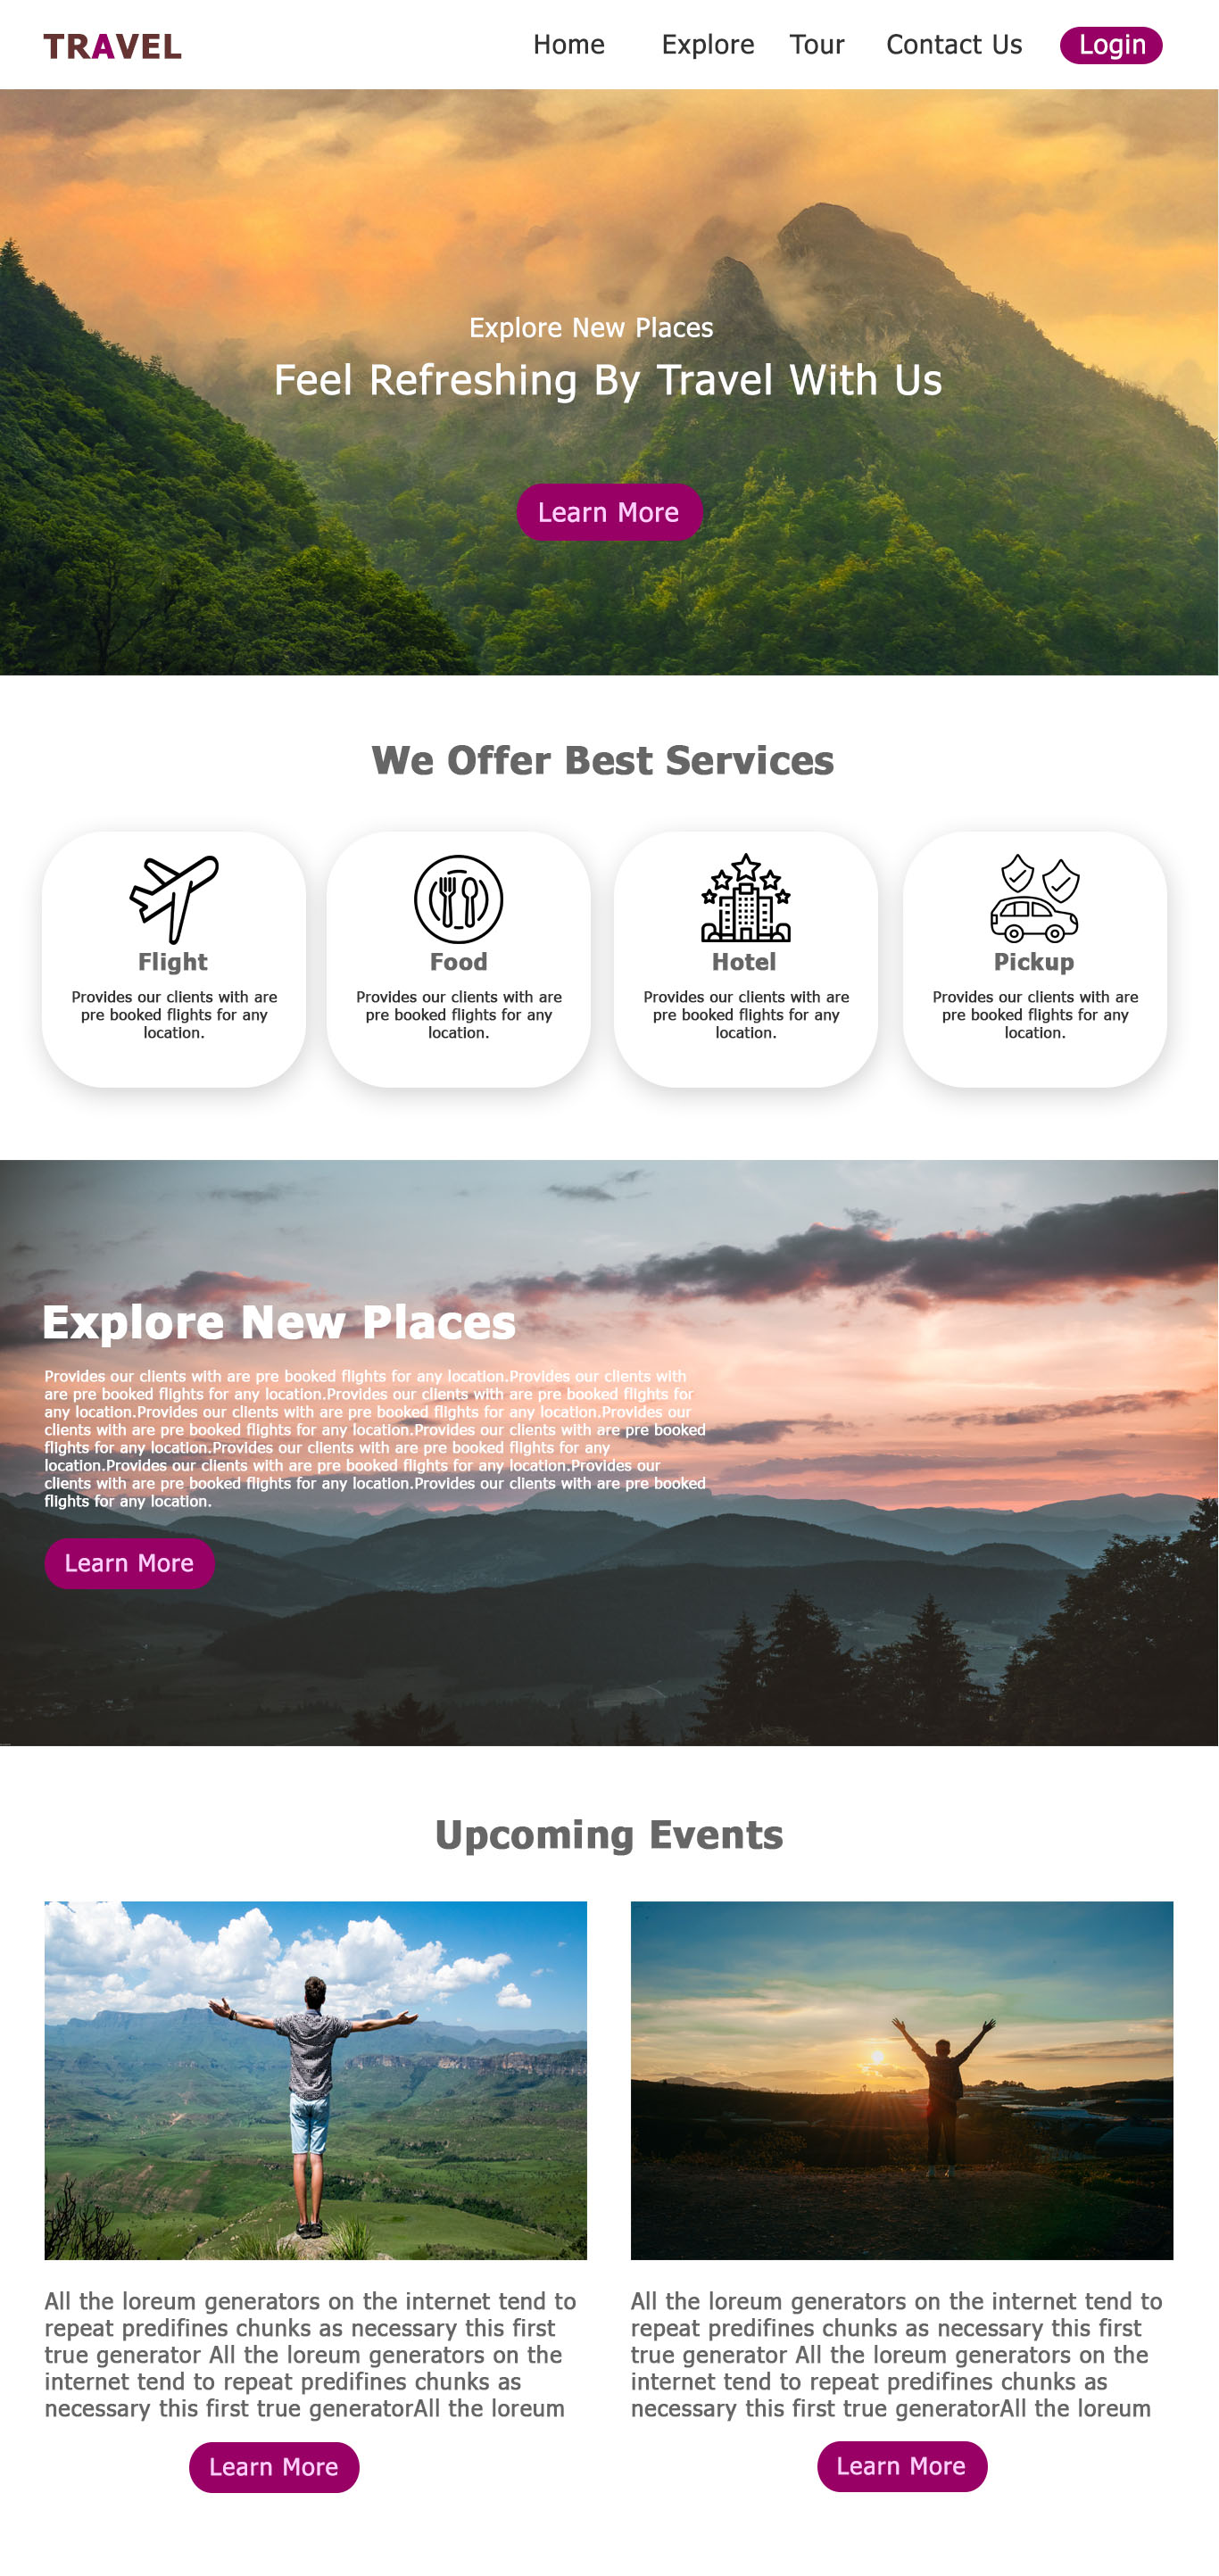 TRAVEL
Home Explore Tour Contact Us Login
Explore New Places
Feel Refreshing By Travel With Us
Learn More
We Offer Best Services
Flight
Provides our clients with are
pre booked flights for any
location.
Food
Provides our clients with are
pre booked flights for any
location.
Hotel
Provides our clients with are
pre booked flights for any
location.
Pickup
Provides our clients with are
pre booked flights for any
location.
Explore New Places
Provides our clients with are pre booked flights for any location.Provides our clients with
are pre booked flights for any location.Provides our clients with are pre booked flights for
any location.Provides our clients with are pre booked flights for any location.Provides our
clients with are pre booked flights for any location.Provides our clients with are pre booked
flights for any location.Provides our clients with are pre booked flights for any
location.Provides our clients with are pre booked flights for any location.Provides our
clients with are pre booked flights for any location.Provides our clients with are pre booked
flights for any location.
Learn More
Upcoming Events
All the loreum generators on the internet tend to
repeat predifines chunks as necessary this first
true generator All the loreum generators on the
internet tend to repeat predifines chunks as
necessary this first true generatorAll the loreum
Learn More
All the loreum generators on the internet tend to
repeat predifines chunks as necessary this first
true generator All the loreum generators on the
internet tend to repeat predifines chunks as
necessary this first true generatorAll the loreum
Learn More